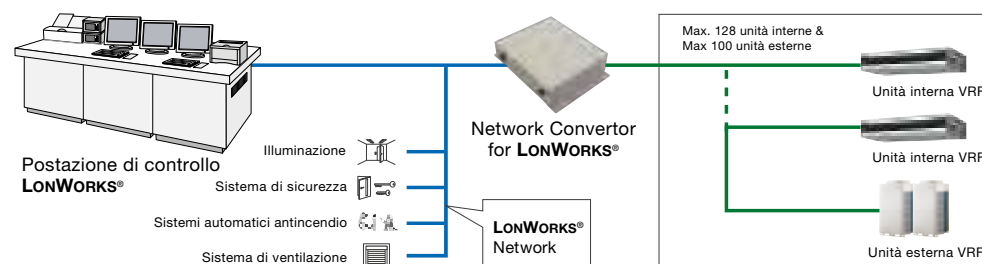 Max. 128 unità interne &
Max 100 unità esterne
Unità interna VRF
Network Convertor
for LONWORKS®
Illuminazione
Postazione di controllo
LONWORKS®
Unità interna VRF
Sistema di sicurezza
Sistemi automatici antincendio
LONWORKS®
Network
Sistema di ventilazione
Unità esterna VRF